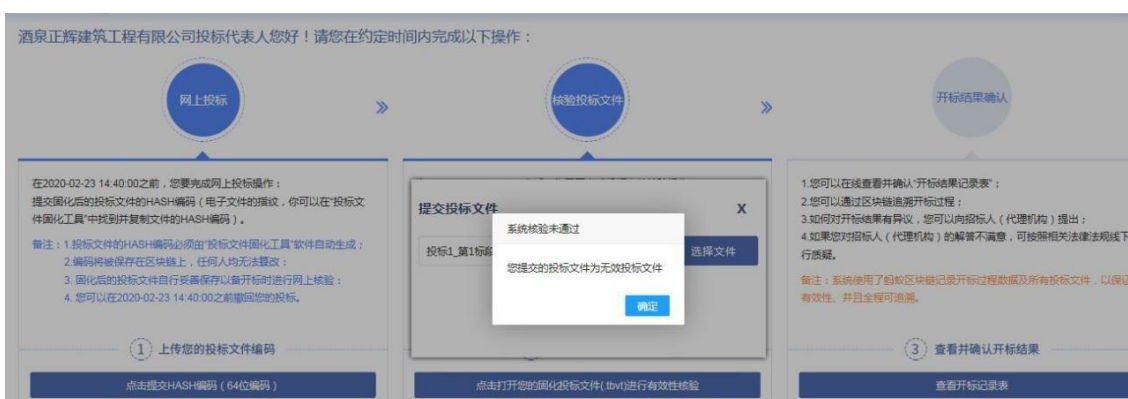 酒泉正辉建筑工程有限公司投标代表人您好！请您在约定时间内完成以下操作：
网上投标
核验投标文件
开标结果确认
在2020-02-23 14:40:00之前，您要完成网上投标操作：
提交固化后的投标文件的HASH编码（电子文件的指纹，你可以在"投标文
件固化工具"中找到并复制文件的HASH编码）。
备注：1.投标文件的HASH编码必须由"投标文件固化工具"软件自动生成；
2.编码将被保存在区块链上，任何人均无法篡改；
3. 固化后的投标文件自行妥善保存以备开标时进行网上核验；
4. 您可以在2020-02-23 14:40:00之前撤回您的投标。
1 上传您的投标文件编码
点击提交HASH编码（64位编码）
提交投标文件
X
投标1_第1标段
选择文件
系统核验未通过
您提交的投标文件为无效投标文件
确定
点击打开您的固化投标文件(.tbvt)进行有效性核验
1.您可以在线查看并确认"开标结果记录表"；
2.您可以通过区块链追溯开标过程；
3.如何对开标结果有异议，您可以向招标人（代理机构）提出；
4.如果您对招标人（代理机构）的解答不满意，可按照相关法律法规线下
行质疑。
备注：系统使用了蚂蚁区块链记录开标过程数据及所有投标文件，以保证
有效性、并且全程可追溯。
3 查看并确认开标结果
查看开标记录表